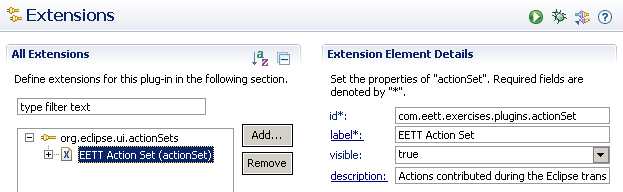 Extensions
All Extensions
Define extensions for this plug-in in the following section.
type filter text
org.eclipse.ui.actionSets
EETT Action Set (actionSet)
Add...
Remove
Extension Element Details
Set the properties of "actionSet". Required fields are
denoted by "*".
id*: com.eett.exercises.plugins.actionSet
label*: EETT Action Set
visible: true
description: Actions contributed during the Eclipse trans